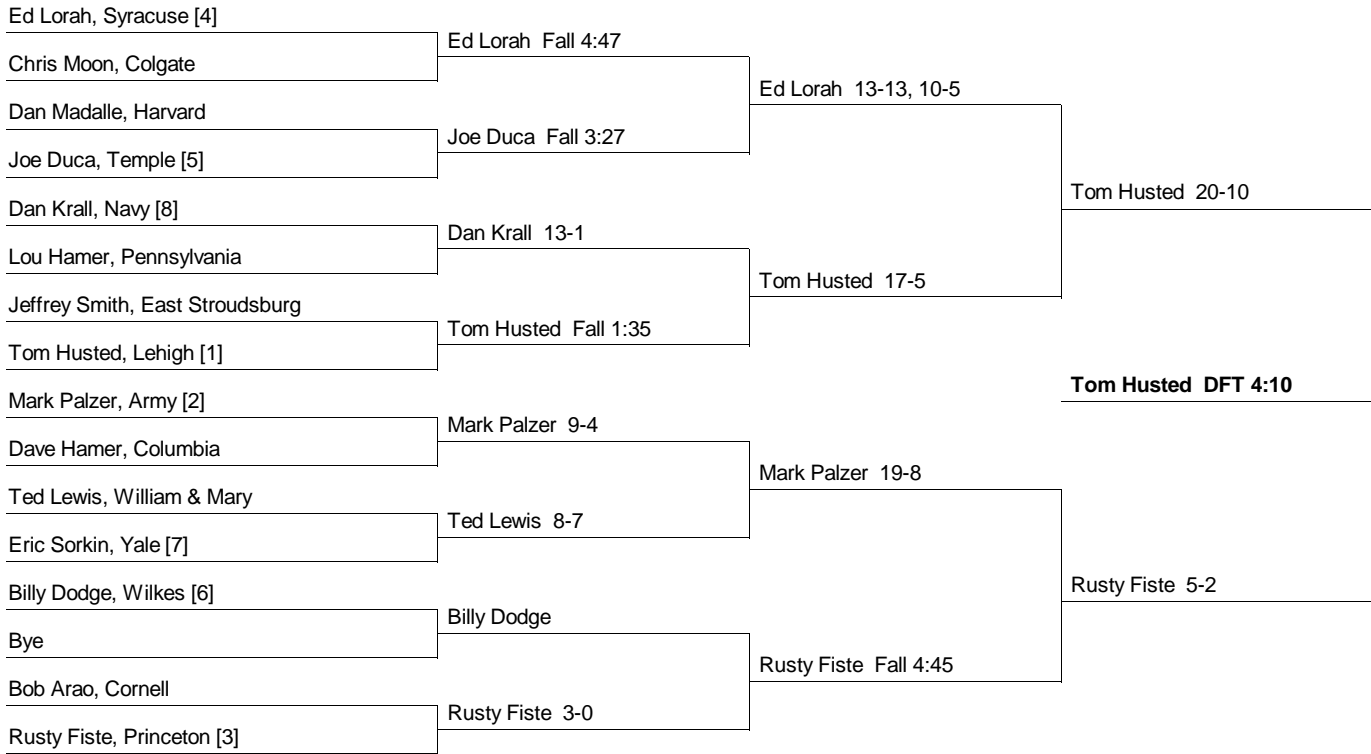 Ed Lorah, Syracuse [4]
Chris Moon, Colgate
Dan Madalle, Harvard
Joe Duca, Temple [5]
Dan Krall, Navy [8]
Lou Hamer, Pennsylvania
Jeffrey Smith, East Stroudsburg
Tom Husted, Lehigh [1]
Mark Palzer, Army [2]
Dave Hamer, Columbia
Ted Lewis, William & Mary
Eric Sorkin, Yale [7]
Billy Dodge, Wilkes [6]
Bye
Bob Arao, Cornell
Rusty Fiste, Princeton [3]
Ed Lorah Fall 4:47
Joe Duca Fall 3:27
Dan Krall 13-1
Tom Husted Fall 1:35
Mark Palzer 9-4
Ted Lewis 8-7
Billy Dodge
Rusty Fiste 3-0
Ed Lorah 13-13, 10-5
Tom Husted 17-5
Mark Palzer 19-8
Rusty Fiste Fall 4:45
Tom Husted 20-10
Rusty Fiste 5-2
Tom Husted DFT 4:10